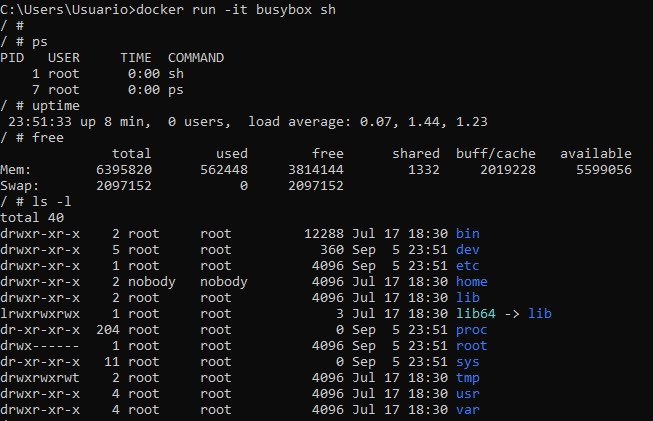 C:\Users\Usuario>docker run -it busybox sh
/ #
/ # ps
PID   USER     TIME  COMMAND
    1 root      0:00 sh
    7 root      0:00 ps
/ # uptime
 23:51:33 up 8 min,  0 users,  load average: 0.07, 1.44, 1.23
/ # free
              total        used        free      shared  buff/cache   available
Mem:        6395820      562448     3814144        1332     2019228     5599056
Swap:       2097152           0     2097152
/ # ls -l
total 40
drwxr-xr-x    2 root     root         12288 Jul 17 18:30 bin
drwxr-xr-x    5 root     root           360 Sep  5 23:51 dev
drwxr-xr-x    1 root     root          4096 Sep  5 23:51 etc
drwxr-xr-x    2 nobody   nobody        4096 Jul 17 18:30 home
drwxr-xr-x    2 root     root          4096 Jul 17 18:30 lib
lrwxrwxrwx    1 root     root             3 Jul 17 18:30 lib64 -> lib
dr-xr-xr-x  204 root     root             0 Sep  5 23:51 proc
drwx------    1 root     root          4096 Sep  5 23:51 root
dr-xr-xr-x   11 root     root             0 Sep  5 23:51 sys
drwxrwxrwt    2 root     root          4096 Jul 17 18:30 tmp
drwxr-xr-x    4 root     root          4096 Jul 17 18:30 usr
drwxr-xr-x    4 root     root          4096 Jul 17 18:30 var